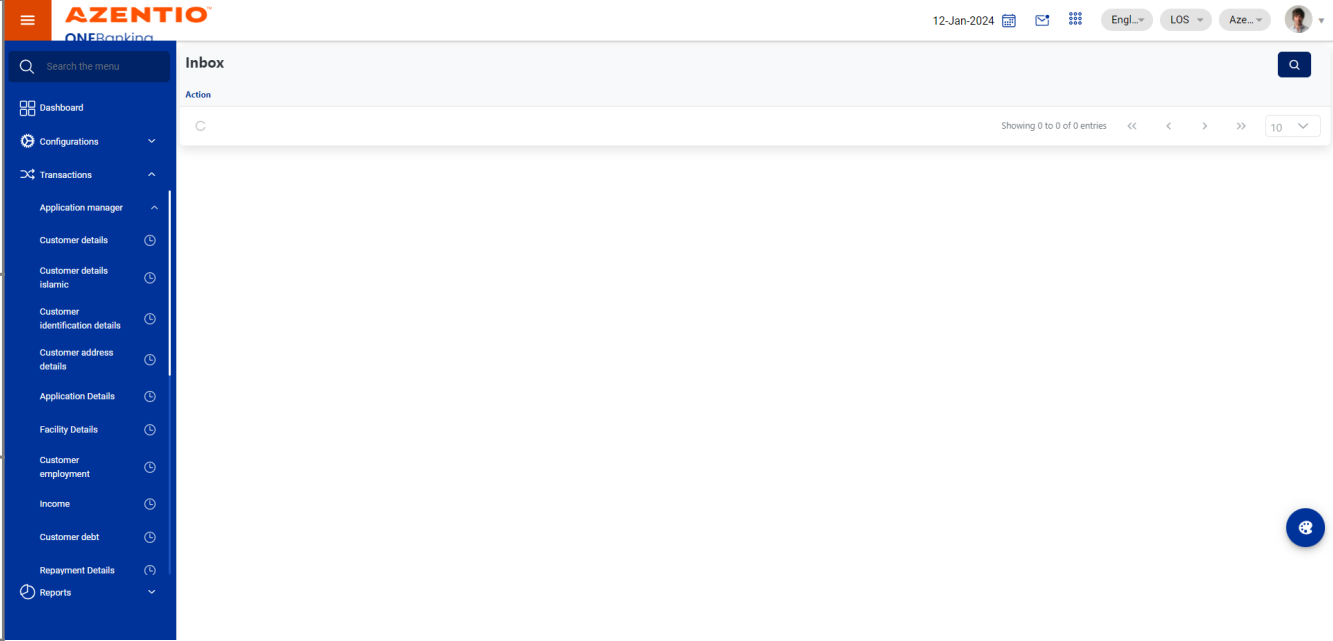 AZENTIO
ONEBanking
12-Jan-2024
Engl...
LOS
Aze...
Search the menu
Dashboard
Configurations
Transactions
Application manager
Customer details
Customer details
islamic
Customer
identification details
Customer address
details
Application Details
Facility Details
Customer
employment
Income
Customer debt
Repayment Details
Reports
Inbox
Action
Showing 0 to 0 of 0 entries
10